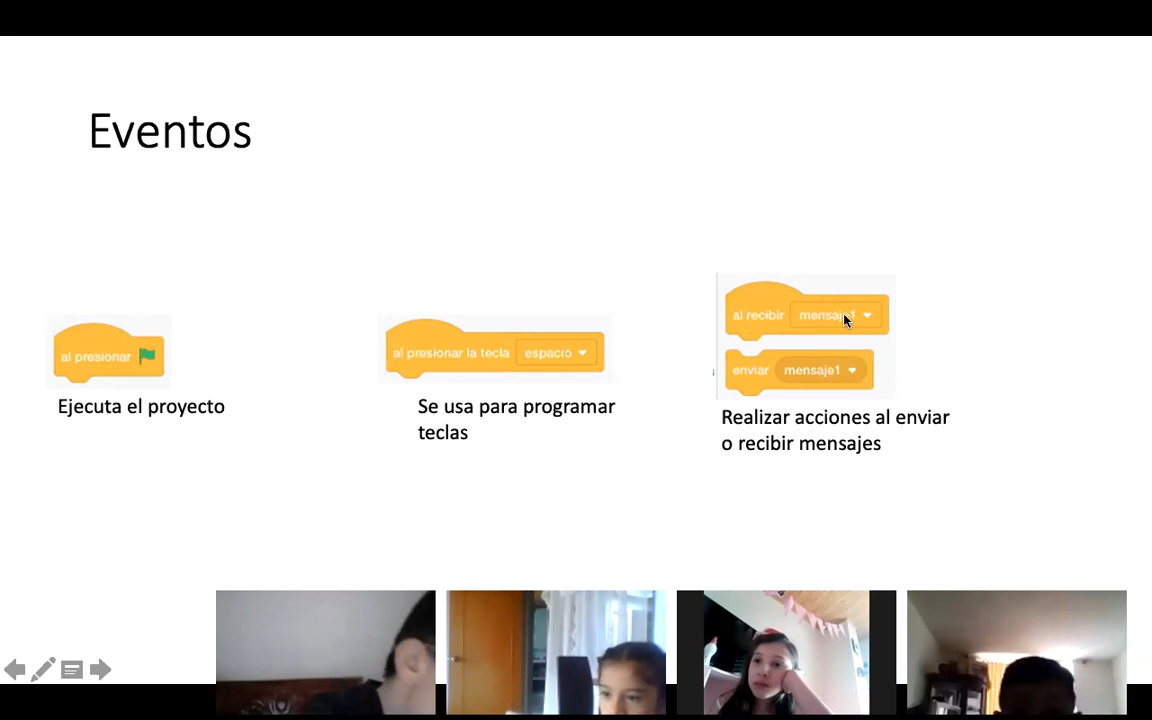 Eventos
al presionar
Ejecuta el proyecto
al presionar la tecla espacio
Se usa para programar
teclas
al recibir mensaje1
enviar mensaje1
Realizar acciones al enviar
o recibir mensajes